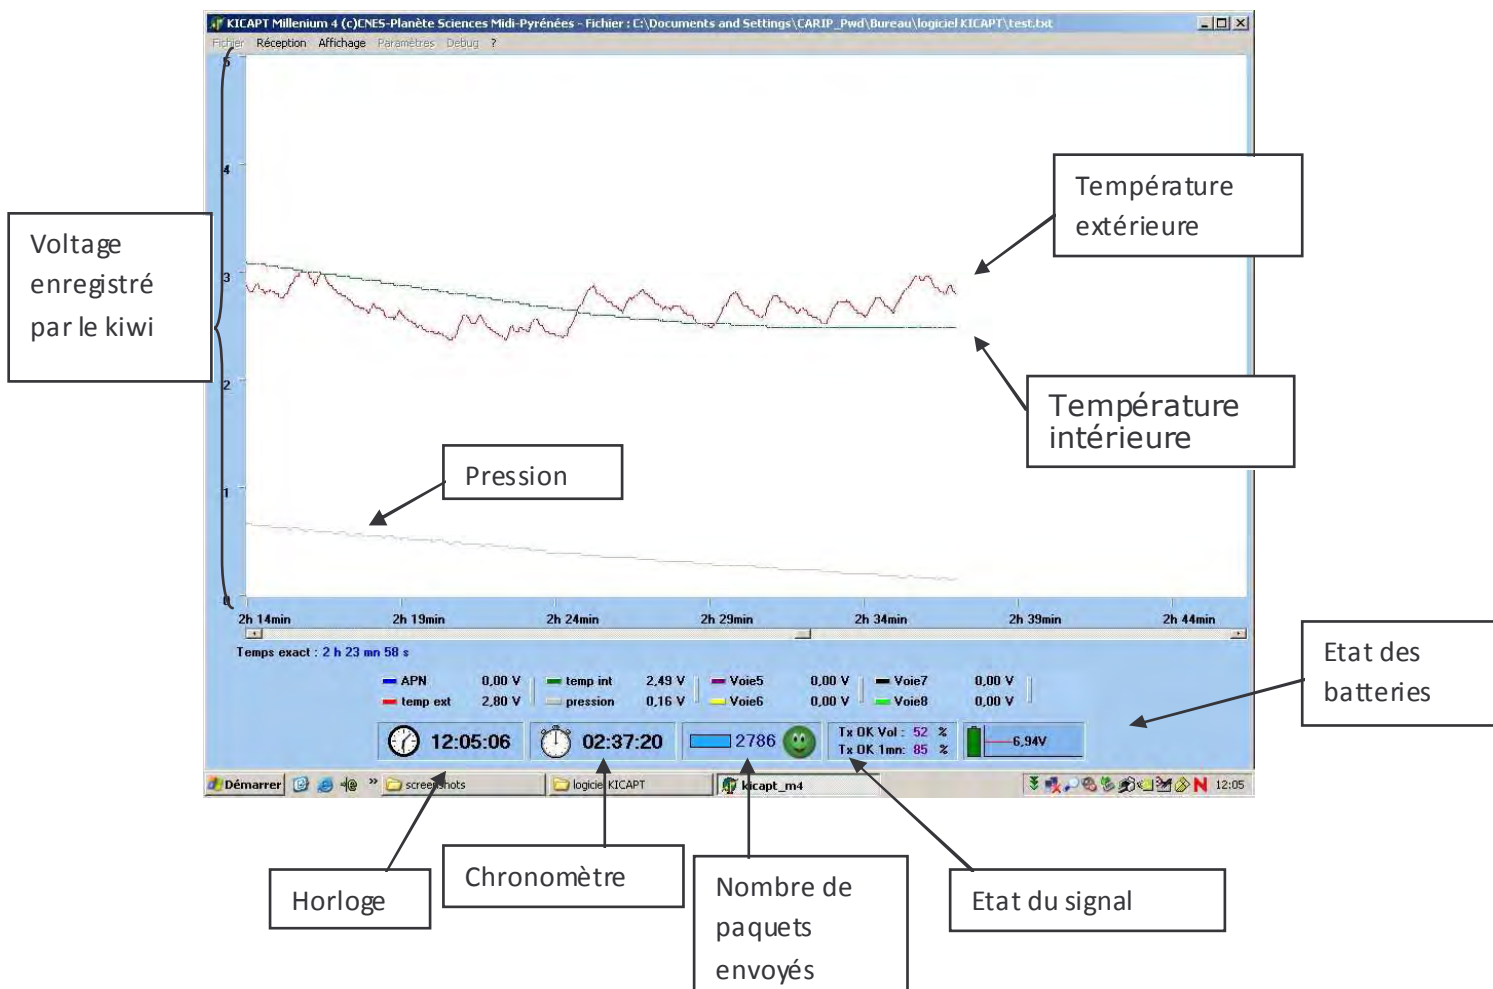 KICAPT Millenium 4 (c)CNES-Planète Sciences Midi-Pyrénées - Fichier : C:\Documents and Settings\CARIP_Pwd\Bureau\logiciel KICAPT\test.txt
Fichier Réception Affichage Paramètres Debug ?
5
4
3
2
1
0
Voltage
enregistré
par le kiwi
Température
extérieure
Température
intérieure
Pression
2h 14min 2h 19min 2h 24min 2h 29min 2h 34min 2h 39min 2h 44min
Temps exact : 2 h 23 mn 58 s
APN 0,00 V temp int 2,49 V Voie5 0,00 V Voie7 0,00 V
temp ext 2,80 V pression 0,16 V Voie6 0,00 V Voie8 0,00 V
12:05:06 02:37:20 2786
Tx OK Vol : 52 %
Tx OK 1mn: 85 %
6,94V
Etat des
batteries
Démarrer » screenshots logiciel KICAPT kicapt_m4 12:05
Horloge
Chronomètre
Nombre de
paquets
envoyés
Etat du signal